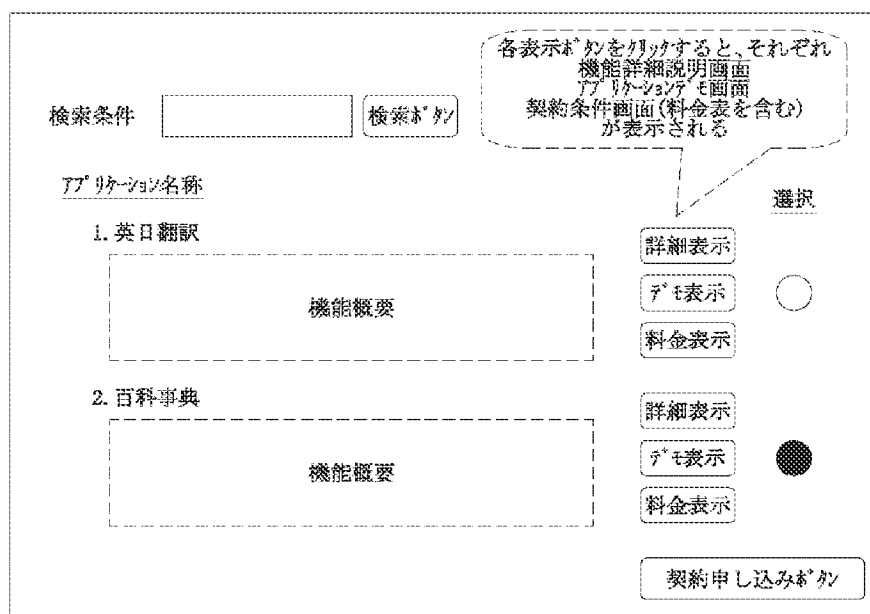 各表示ボタンをクリックすると、それぞれ
機能詳細説明画面
アプリケーションデモ画面
契約条件画面(料金表を含む)
が表示される
検索条件
検索ボタン
アプリケーション名称
選択
1. 英日翻訳
詳細表示
機能概要
デモ表示
料金表示
2. 百科事典
詳細表示
機能概要
デモ表示
料金表示
契約申し込みボタン